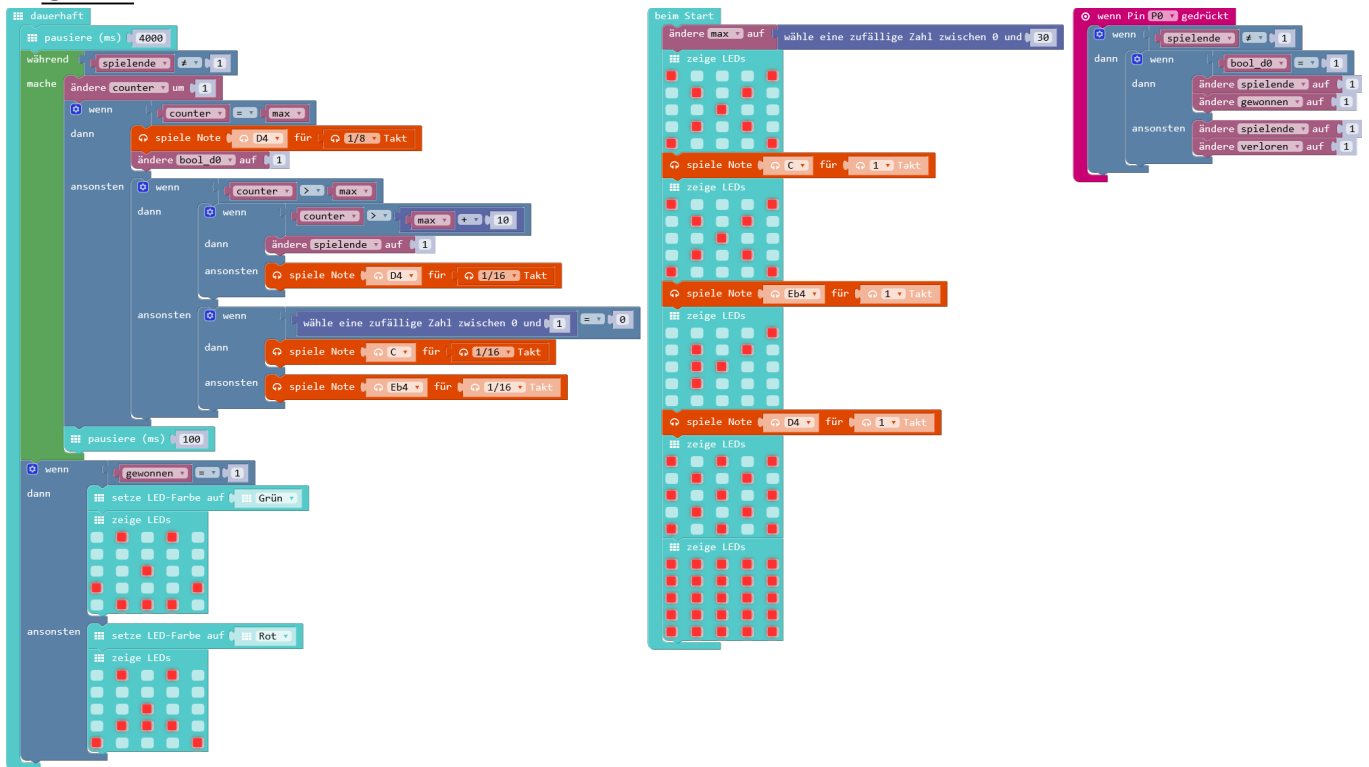 dauerhaft
pausiere (ms) 4000
während spielende ≠ 1
mache ändere counter um 1
wenn counter = max
dann spiele Note D4 für 1/8 Takt
ändere bool_d0 auf 1
ansonsten wenn counter > max
dann wenn counter > max + 10
dann ändere spielende auf 1
ansonsten spiele Note D4 für 1/16 Takt
ansonsten wenn wähle eine zufällige Zahl zwischen 0 und 1 = 0
dann spiele Note C für 1/16 Takt
ansonsten spiele Note Eb4 für 1/16 Takt
pausiere (ms) 100
wenn gewonnen = 1
dann setze LED-Farbe auf Grün
zeige LEDs
ansonsten setze LED-Farbe auf Rot
zeige LEDs
beim Start
ändere max auf wähle eine zufällige Zahl zwischen 0 und 30
zeige LEDs
spiele Note C für 1 Takt
zeige LEDs
spiele Note Eb4 für 1 Takt
zeige LEDs
spiele Note D4 für 1 Takt
zeige LEDs
zeige LEDs
wenn Pin P0 gedrückt
wenn spielende ≠ 1
dann wenn bool_d0 = 1
dann ändere spielende auf 1
ändere gewonnen auf 1
ansonsten ändere spielende auf 1
ändere verloren auf 1